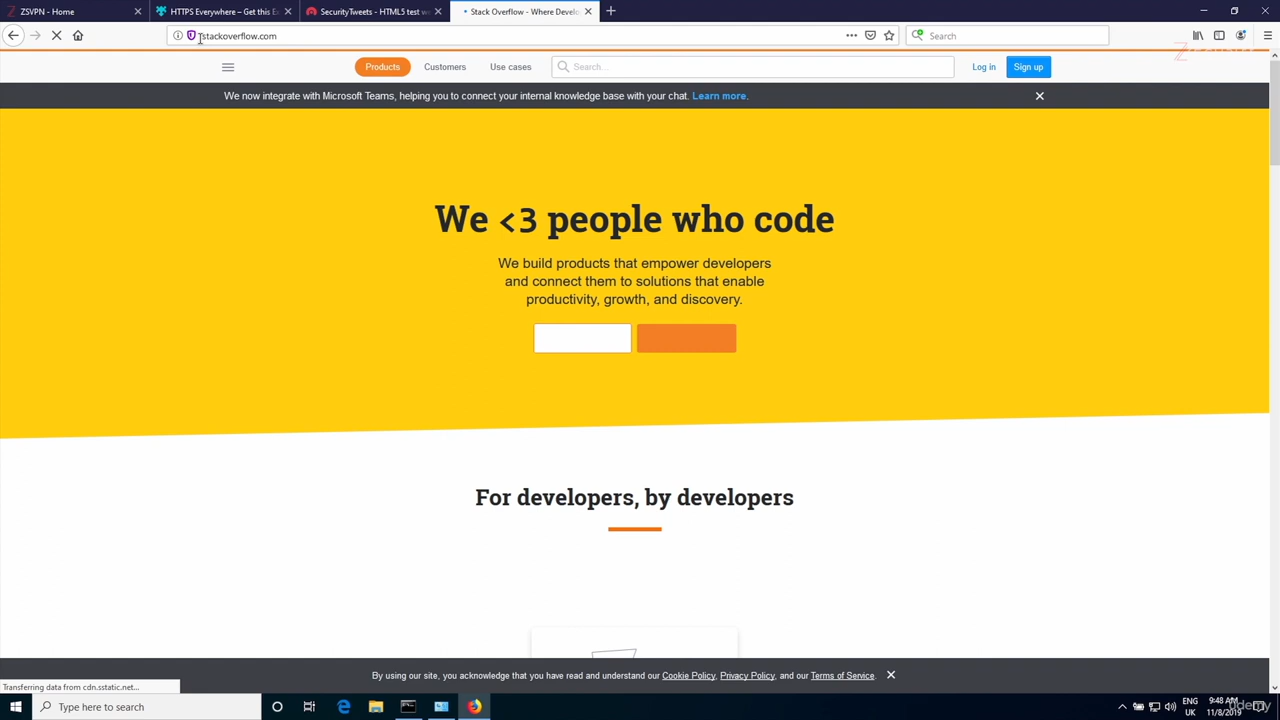 ZSVPN - Home
HTTPS Everywhere – Get this Ex
SecurityTweets - HTML5 test w
Stack Overflow - Where Develo
stackoverflow.com
Search
Products
Customers
Use cases
Search...
Log in
Sign up
We now integrate with Microsoft Teams, helping you to connect your internal knowledge base with your chat. Learn more.
We <3 people who code
We build products that empower developers
and connect them to solutions that enable
productivity, growth, and discovery.
For developers, by developers
By using our site, you acknowledge that you have read and understand our Cookie Policy, Privacy Policy, and our Terms of Service.
Transferring data from cdn.sstatic.net...
Type here to search
ENG
UK
9:48 AM
11/8/2019
Udemy